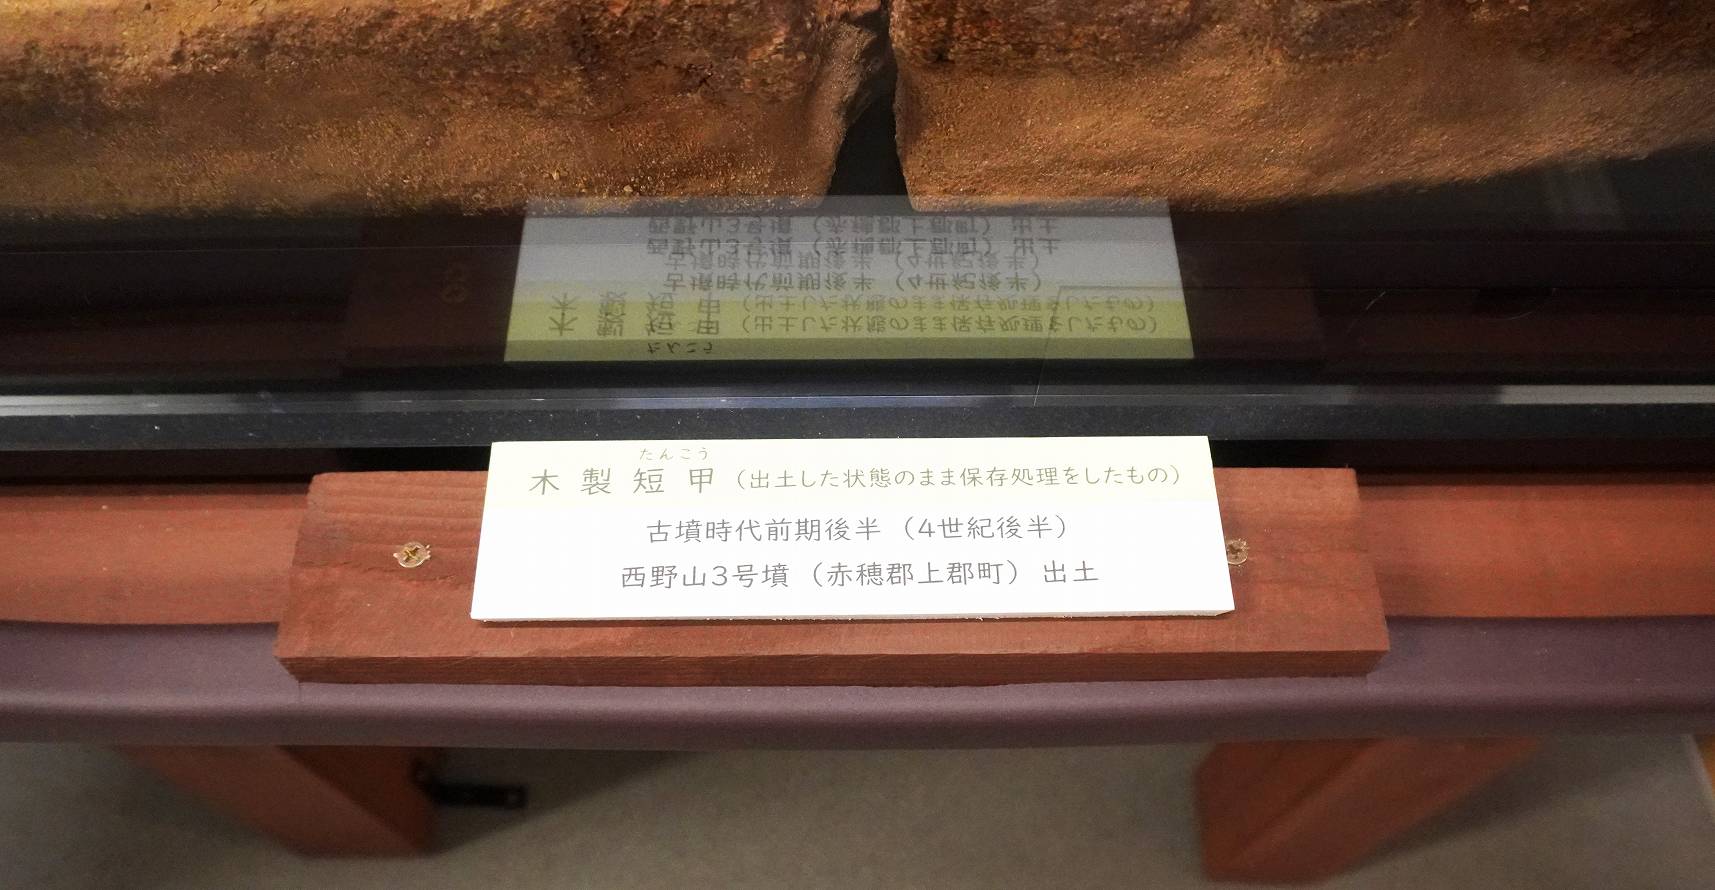 たんこう
木製短甲（出土した状態のまま保存処理をしたもの）
古墳時代前期後半（4世紀後半）
西野山3号墳（赤穂郡上郡町）出土